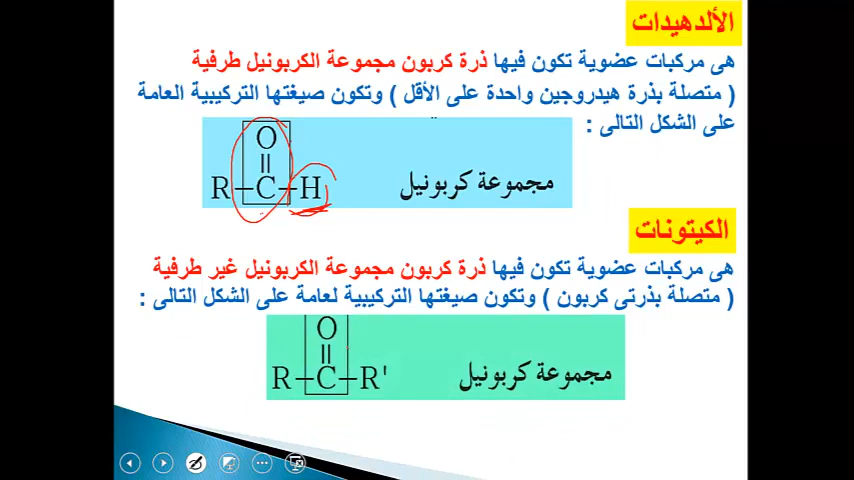 الألدهيدات
هى مركبات عضوية تكون فيها ذرة كربون مجموعة الكربونيل طرفية
( متصلة بذرة هيدروجين واحدة على الأقل ) وتكون صيغتها التركيبية العامة
على الشكل التالى :
O
||
R–C–H
مجموعة كربونيل
الكيتونات
هى مركبات عضوية تكون فيها ذرة كربون مجموعة الكربونيل غير طرفية
( متصلة بذرتى كربون ) وتكون صيغتها التركيبية لعامة على الشكل التالى :
O
||
R–C–R'
مجموعة كربونيل